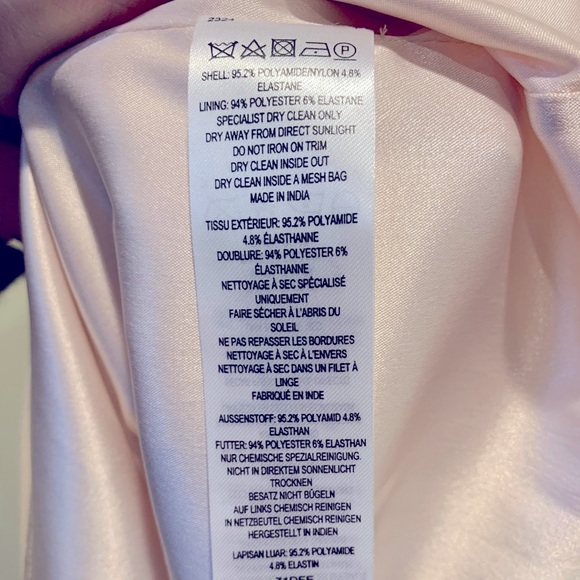 2324
P
SHELL: 95.2% POLYAMIDE/NYLON 4.8%
ELASTANE
LINING: 94% POLYESTER 6% ELASTANE
SPECIALIST DRY CLEAN ONLY
DRY AWAY FROM DIRECT SUNLIGHT
DO NOT IRON ON TRIM
DRY CLEAN INSIDE OUT
DRY CLEAN INSIDE A MESH BAG
MADE IN INDIA
TISSU EXTÉRIEUR: 95.2% POLYAMIDE
4.8% ÉLASTHANNE
DOUBLURE: 94% POLYESTER 6%
ÉLASTHANNE
NETTOYAGE À SEC SPÉCIALISÉ
UNIQUEMENT
FAIRE SÉCHER À L'ABRIS DU
SOLEIL
NE PAS REPASSER LES BORDURES
NETTOYAGE À SEC À L'ENVERS
NETTOYAGE À SEC DANS UN FILET À
LINGE
FABRIQUÉ EN INDE
AUSSENSTOFF: 95.2% POLYAMID 4.8%
ELASTHAN
FUTTER: 94% POLYESTER 6% ELASTHAN
NUR CHEMISCHE SPEZIALREINIGUNG.
NICHT IN DIREKTEM SONNENLICHT
TROCKNEN
BESATZ NICHT BÜGELN
AUF LINKS CHEMISCH REINIGEN
IN NETZBEUTEL CHEMISCH REINIGEN
HERGESTELLT IN INDIEN
LAPISAN LUAR: 95.2% POLYAMIDE
4.8% ELASTIN